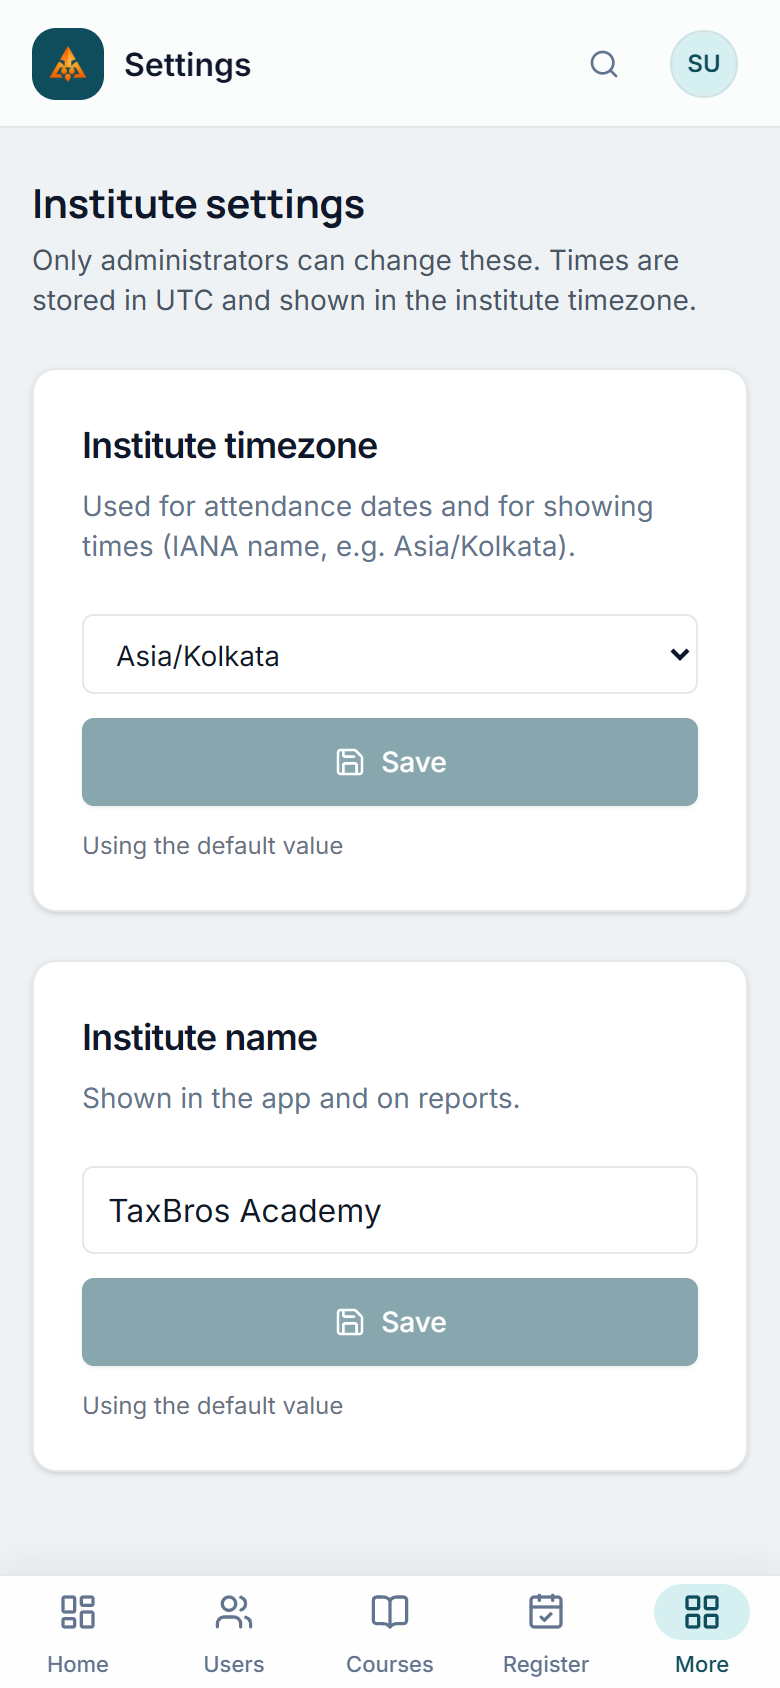 Settings
SU
Institute settings
Only administrators can change these. Times are
stored in UTC and shown in the institute timezone.
Institute timezone
Used for attendance dates and for showing
times (IANA name, e.g. Asia/Kolkata).
Asia/Kolkata
Save
Using the default value
Institute name
Shown in the app and on reports.
TaxBros Academy
Save
Using the default value
Home
Users
Courses
Register
More